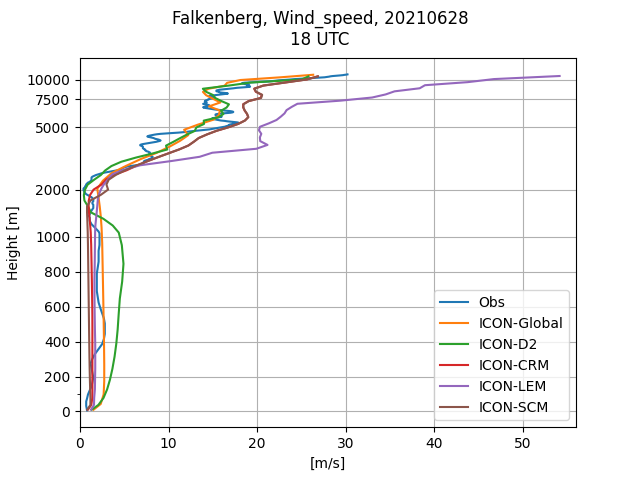 Falkenberg, Wind_speed, 20210628
18 UTC
10000
7500
5000
2000
1000
800
600
400
200
0
Height [m]
0 10 20 30 40 50
[m/s]
Obs
ICON-Global
ICON-D2
ICON-CRM
ICON-LEM
ICON-SCM